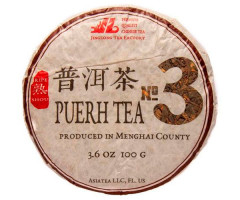 普洱茶
PUERH TEA
№ 3
熟
PRODUCED IN MENGHAI COUNTY
3.6 OZ 100 G
ASIATEA LLC, FL, US